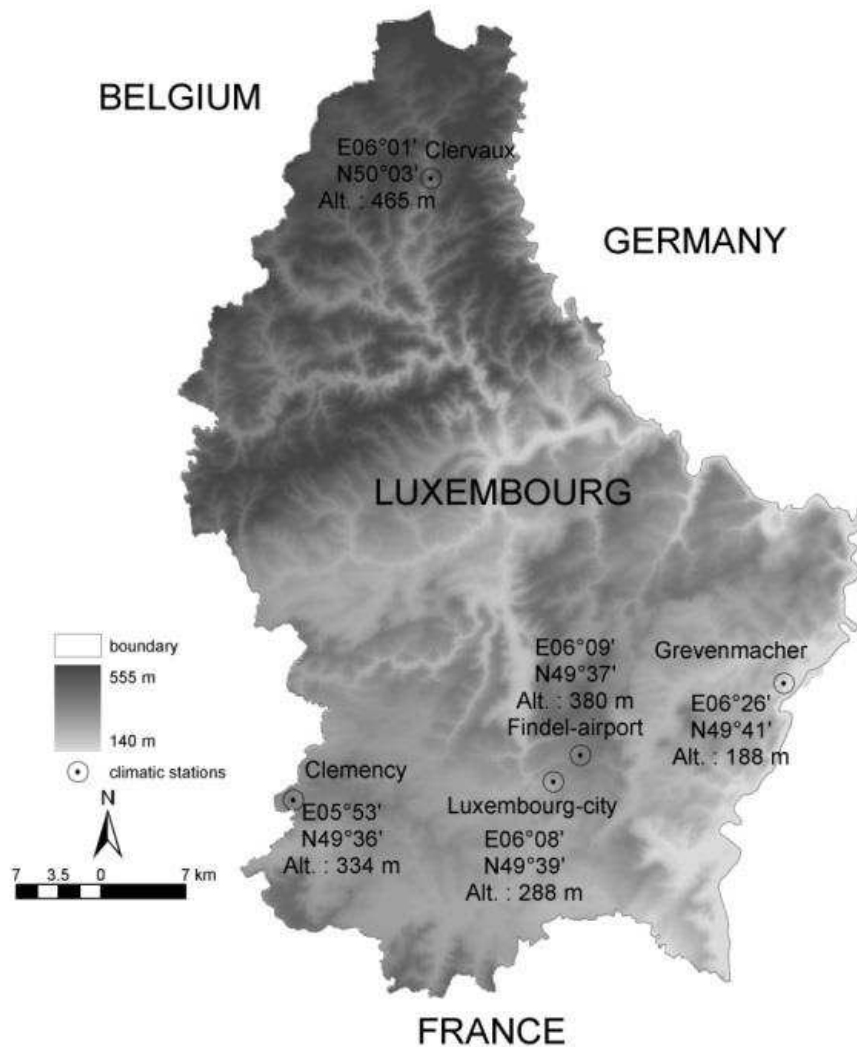 BELGIUM
E06°01' Clervaux
N50°03'
Alt. : 465 m
GERMANY
LUXEMBOURG
boundary
555 m
140 m
climatic stations
N
7 3.5 0 7 km
E06°09'
N49°37'
Alt. : 380 m
Findel-airport
Grevenmacher
E06°26'
N49°41'
Alt. : 188 m
Clemency
E05°53'
N49°36'
Alt. : 334 m
Luxembourg-city
E06°08'
N49°39'
Alt. : 288 m
FRANCE